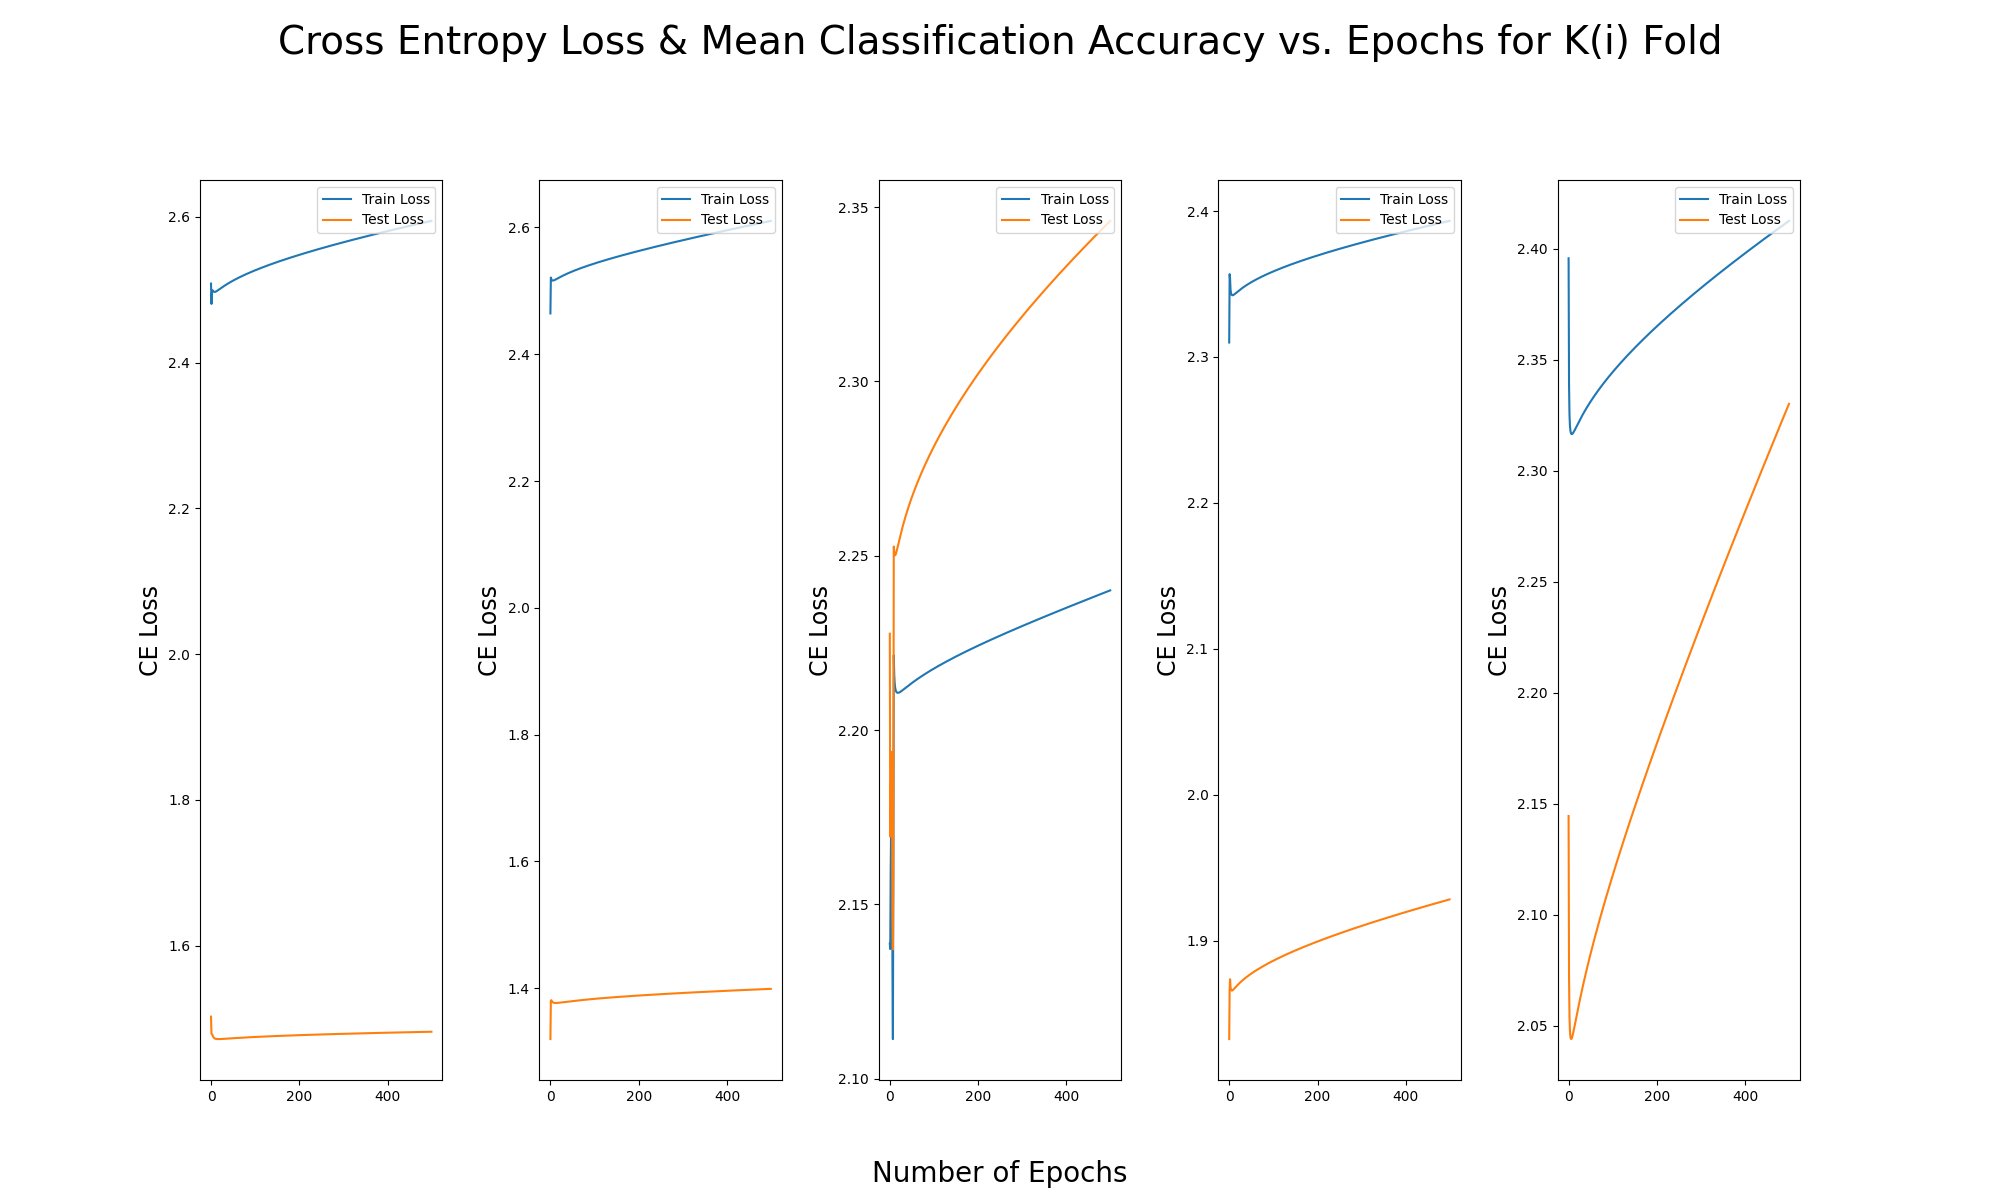 Cross Entropy Loss & Mean Classification Accuracy vs. Epochs for K(i) Fold
CE Loss
2.6
2.4
2.2
2.0
1.8
1.6
0 200 400
Train Loss
Test Loss
CE Loss
2.6
2.4
2.2
2.0
1.8
1.6
1.4
0 200 400
Train Loss
Test Loss
CE Loss
2.35
2.30
2.25
2.20
2.15
2.10
0 200 400
Train Loss
Test Loss
CE Loss
2.4
2.3
2.2
2.1
2.0
1.9
0 200 400
Train Loss
Test Loss
CE Loss
2.40
2.35
2.30
2.25
2.20
2.15
2.10
2.05
0 200 400
Train Loss
Test Loss
Number of Epochs